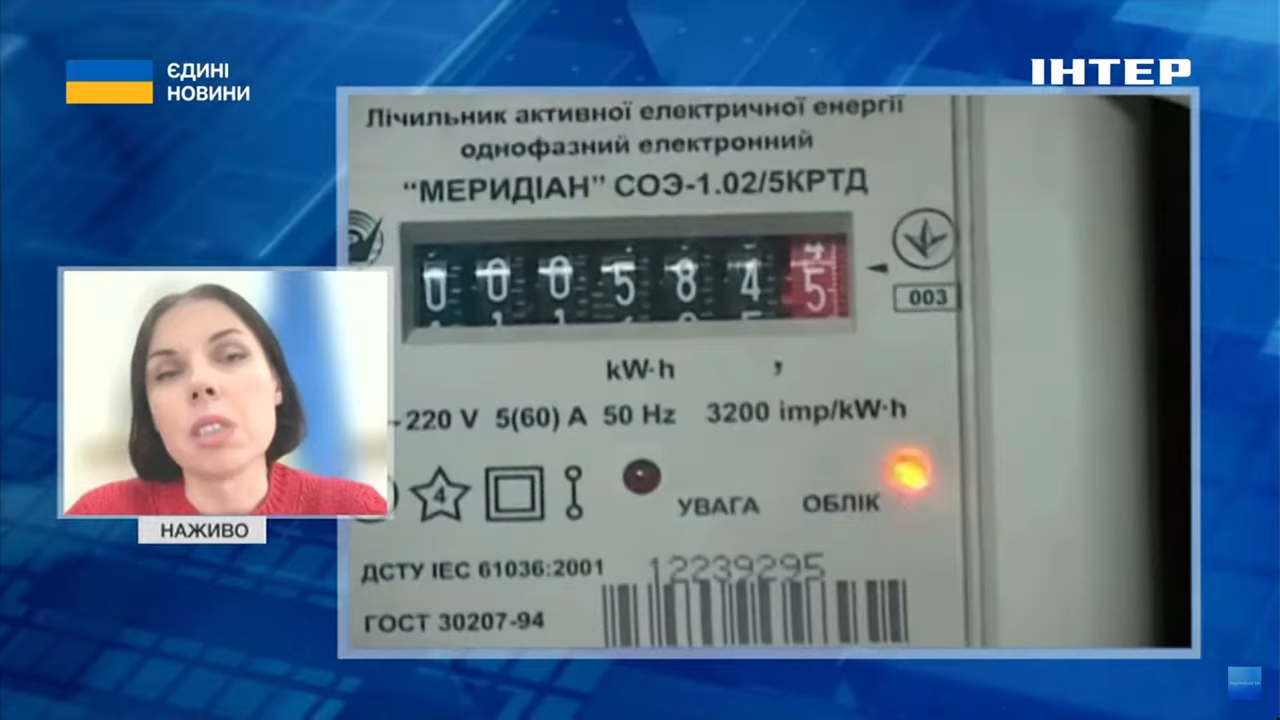 ЄДИНІ
НОВИНИ
ІНТЕР
Лічильник активної електричної енергії
однофазний електронний
“МЕРИДІАН” СОЭ-1.02/5КРТД
0005845
003
kW·h ,
~220 V 5(60) A 50 Hz 3200 imp/kW·h
4
УВАГА ОБЛІК
НАЖИВО
ДСТУ IEC 61036:2001
12239295
ГОСТ 30207-94